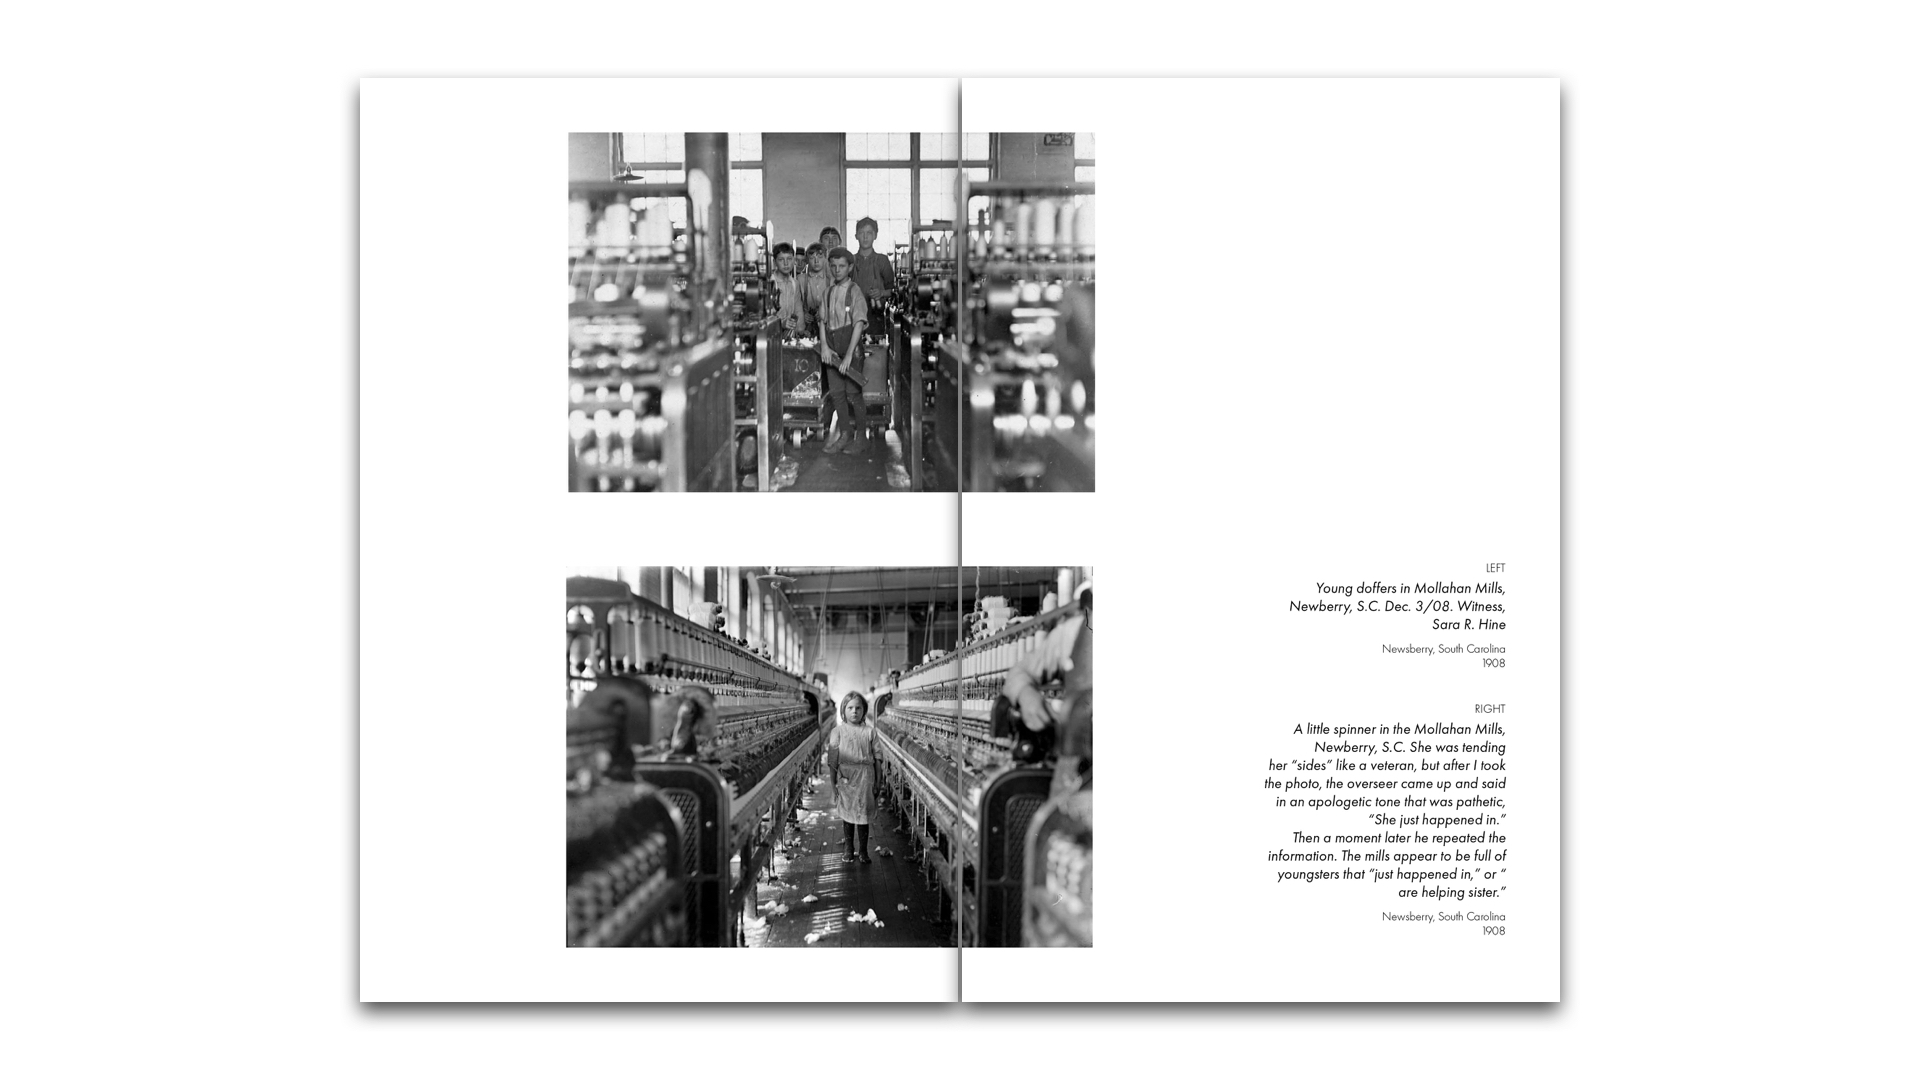 IO
LEFT
Young doffers in Mollahan Mills,
Newberry, S.C. Dec. 3/08. Witness,
Sara R. Hine
Newsberry, South Carolina
1908
RIGHT
A little spinner in the Mollahan Mills,
Newberry, S.C. She was tending
her “sides” like a veteran, but after I took
the photo, the overseer came up and said
in an apologetic tone that was pathetic,
“She just happened in.”
Then a moment later he repeated the
information. The mills appear to be full of
youngsters that “just happened in,” or “
are helping sister.”
Newsberry, South Carolina
1908